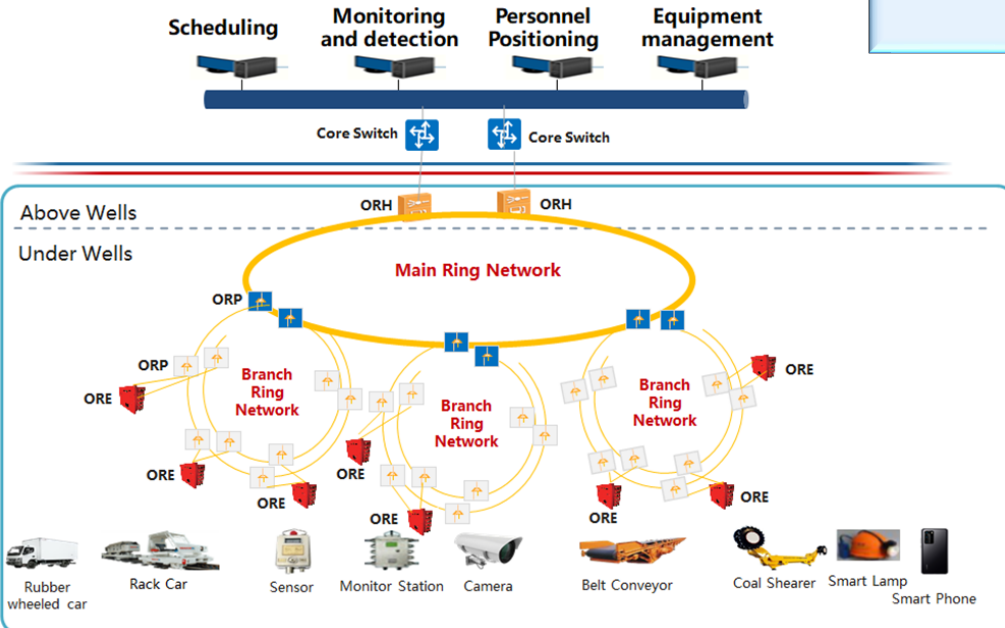 Scheduling
Monitoring
and detection
Personnel
Positioning
Equipment
management
Core Switch
Core Switch
ORH
ORH
Above Wells
Under Wells
Main Ring Network
ORP
ORP
ORE
Branch
Ring
Network
Branch
Ring
Network
Branch
Ring
Network
ORE
ORE
ORE
ORE
ORE
ORE
ORE
Rubber
wheeled car
Rack Car
Sensor
Monitor Station
Camera
Belt Conveyor
Coal Shearer
Smart Lamp
Smart Phone